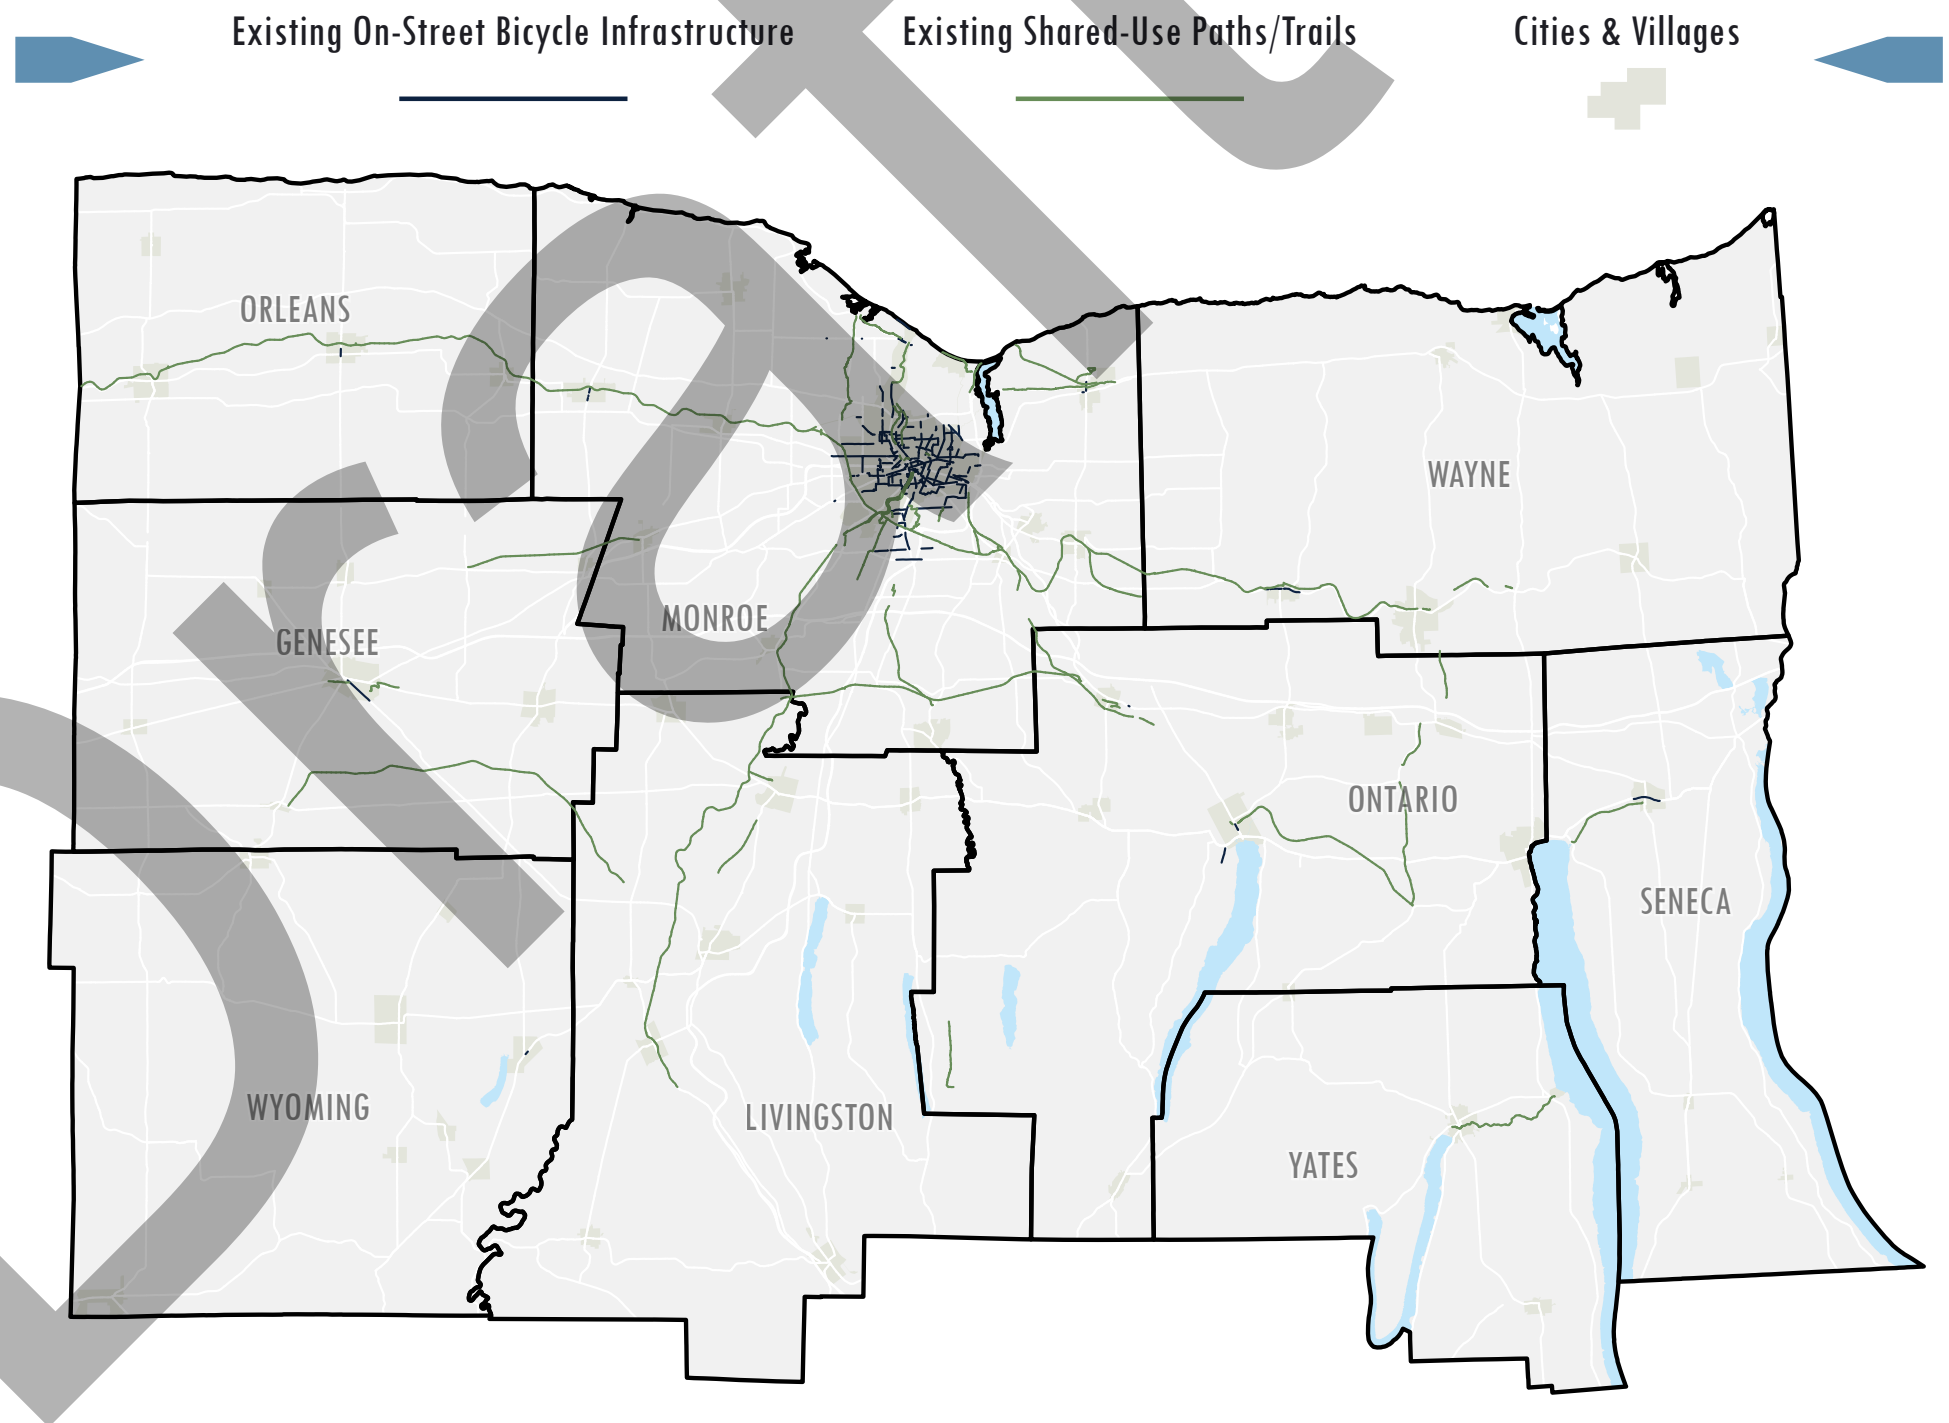 Existing On-Street Bicycle Infrastructure
Existing Shared-Use Paths/Trails
Cities & Villages
ORLEANS
WAYNE
MONROE
GENESEE
ONTARIO
SENECA
WYOMING
LIVINGSTON
YATES